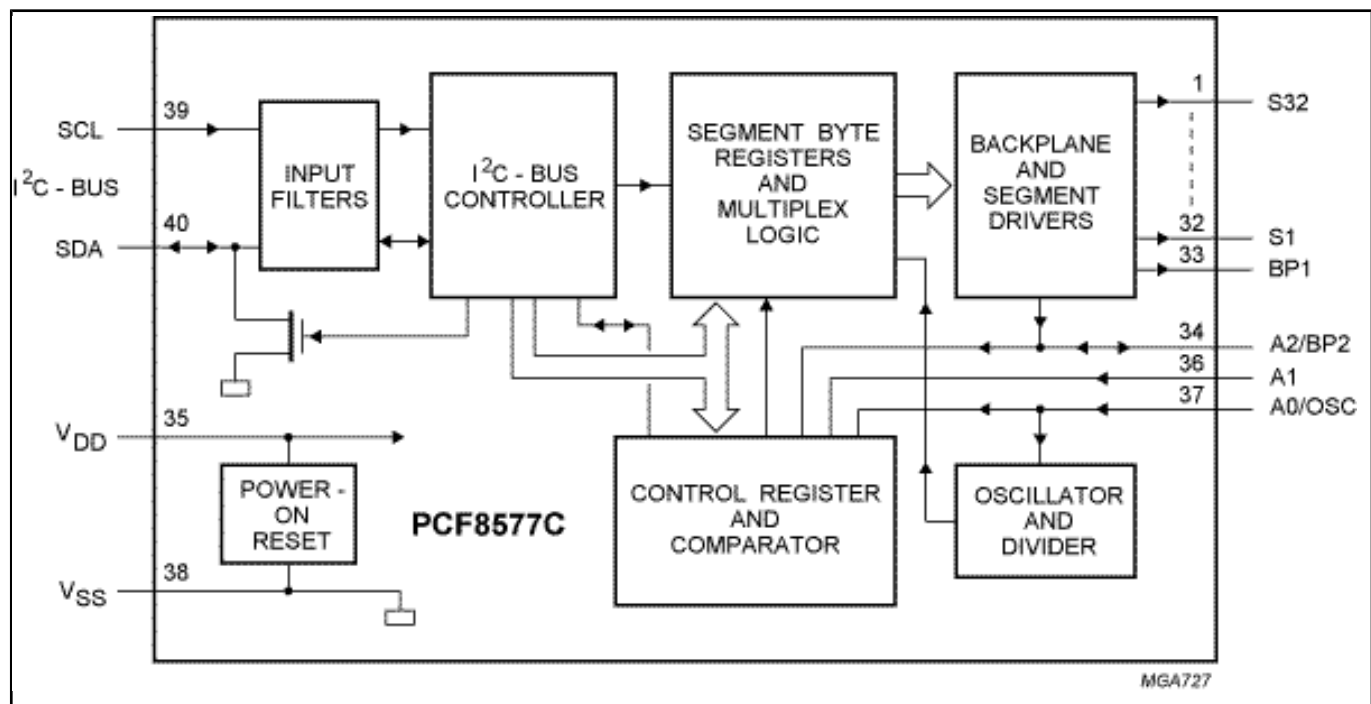 39
SCL
I²C - BUS
40
SDA
INPUT
FILTERS
I²C - BUS
CONTROLLER
SEGMENT BYTE
REGISTERS
AND
MULTIPLEX
LOGIC
BACKPLANE
AND
SEGMENT
DRIVERS
1
S32
32
S1
33
BP1
34
A2/BP2
36
A1
37
A0/OSC
35
VDD
POWER -
ON
RESET
38
VSS
PCF8577C
CONTROL REGISTER
AND
COMPARATOR
OSCILLATOR
AND
DIVIDER
MGA727